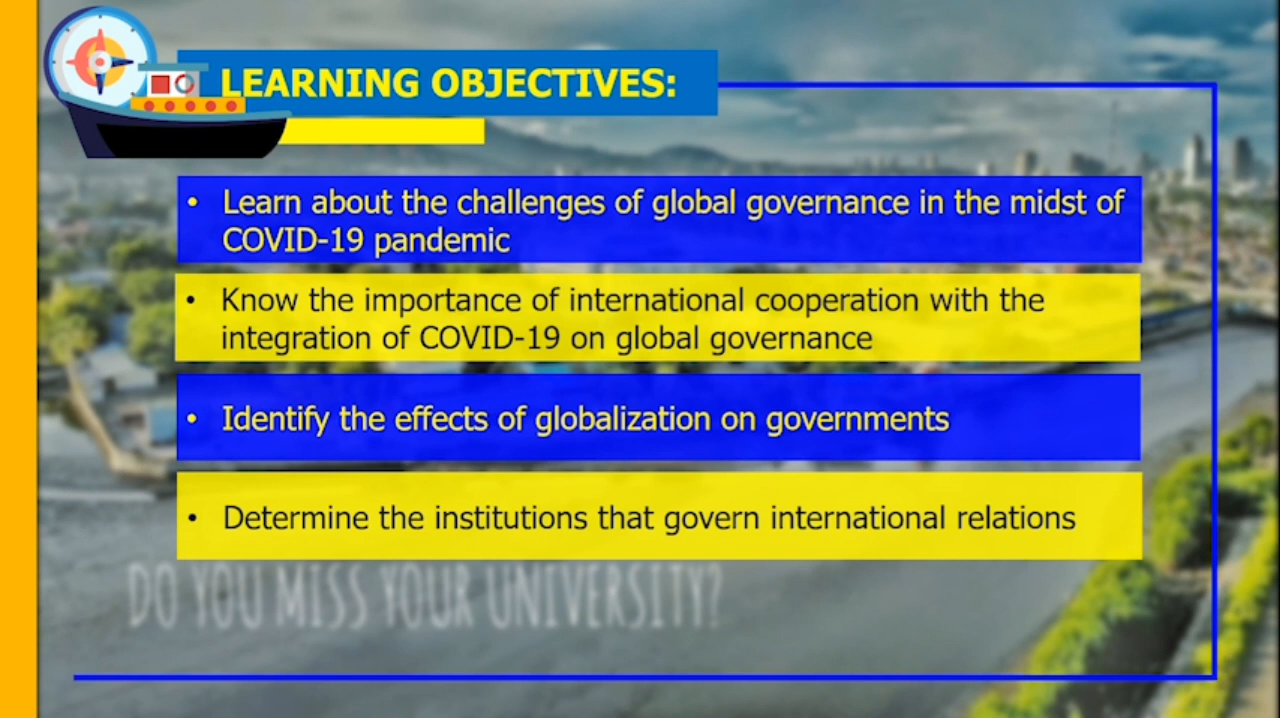 LEARNING OBJECTIVES:
• Learn about the challenges of global governance in the midst of
COVID-19 pandemic
• Know the importance of international cooperation with the
integration of COVID-19 on global governance
• Identify the effects of globalization on governments
• Determine the institutions that govern international relations
DO YOU MISS YOUR UNIVERSITY?